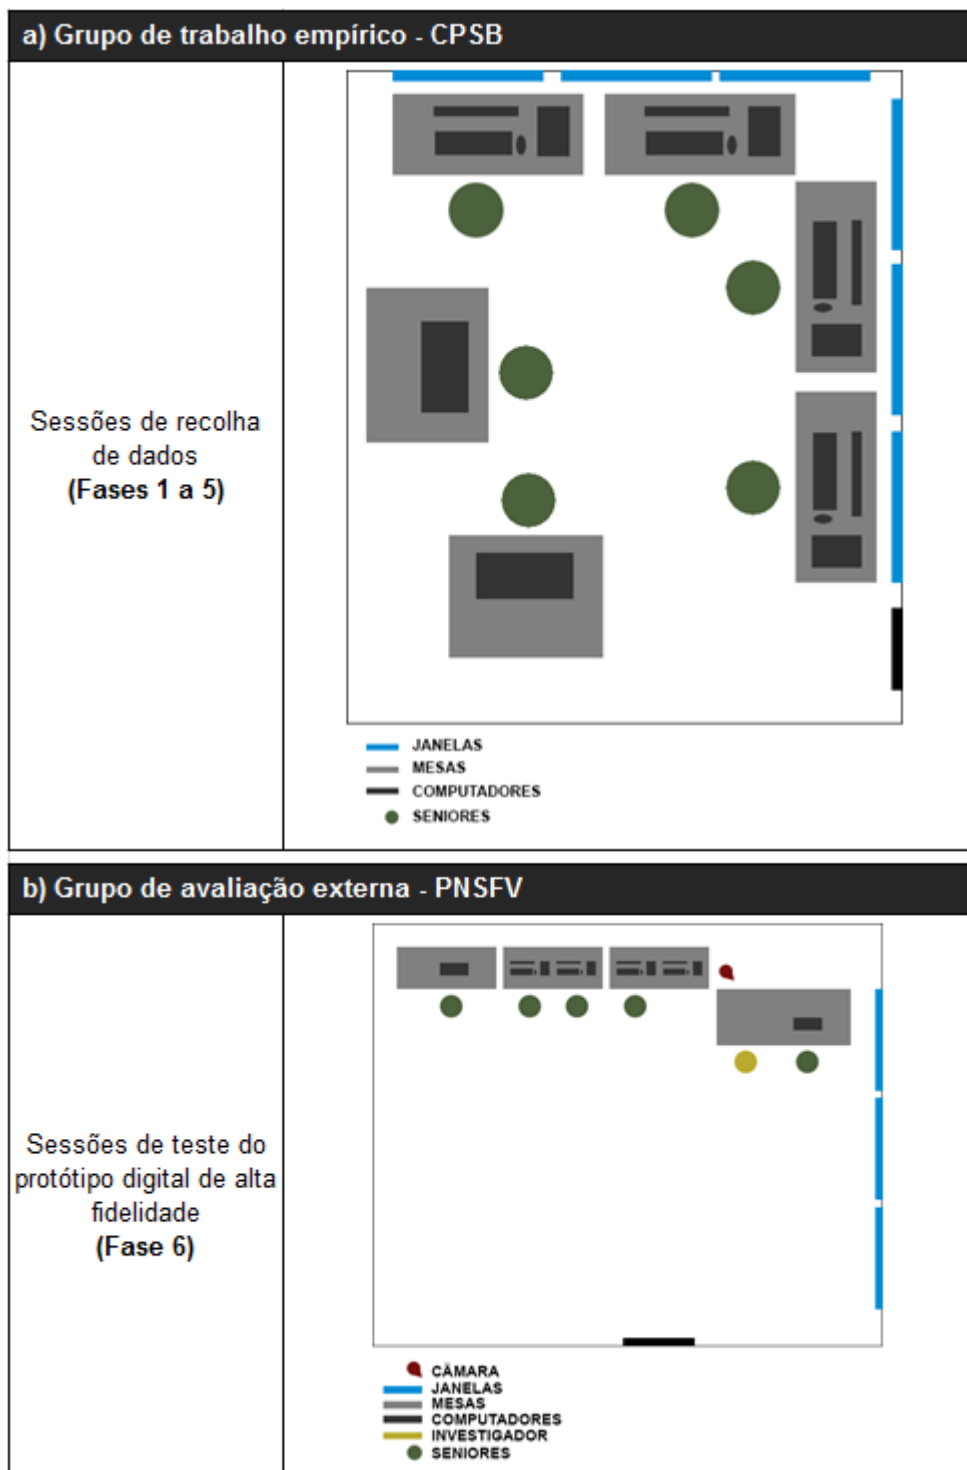 a) Grupo de trabalho empírico - CPSB
Sessões de recolha
de dados
(Fases 1 a 5)
JANELAS
MESAS
COMPUTADORES
SENIORES
b) Grupo de avaliação externa - PNSFV
Sessões de teste do
protótipo digital de alta
fidelidade
(Fase 6)
CÂMARA
JANELAS
MESAS
COMPUTADORES
INVESTIGADOR
SENIORES